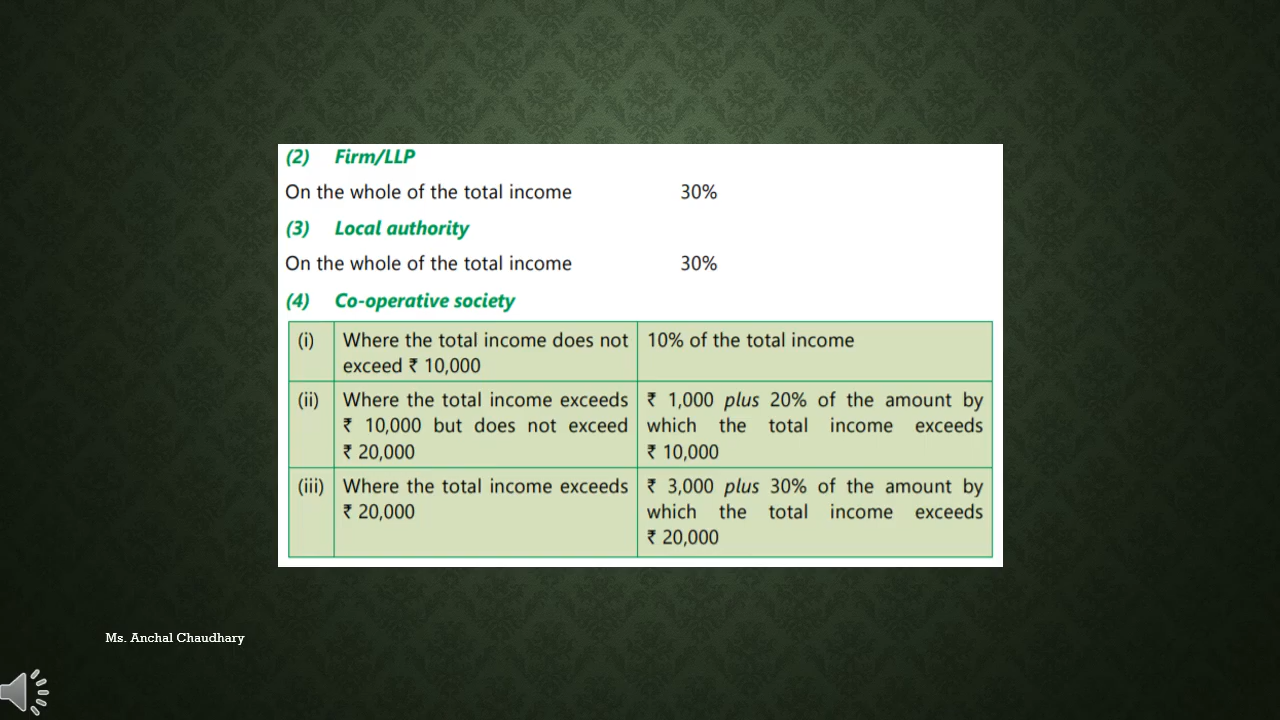 (2) Firm/LLP
On the whole of the total income 30%
(3) Local authority
On the whole of the total income 30%
(4) Co-operative society
(i) Where the total income does not
exceed ₹ 10,000
10% of the total income
(ii) Where the total income exceeds
₹ 10,000 but does not exceed
₹ 20,000
₹ 1,000 plus 20% of the amount by
which the total income exceeds
₹ 10,000
(iii) Where the total income exceeds
₹ 20,000
₹ 3,000 plus 30% of the amount by
which the total income exceeds
₹ 20,000
Ms. Anchal Chaudhary